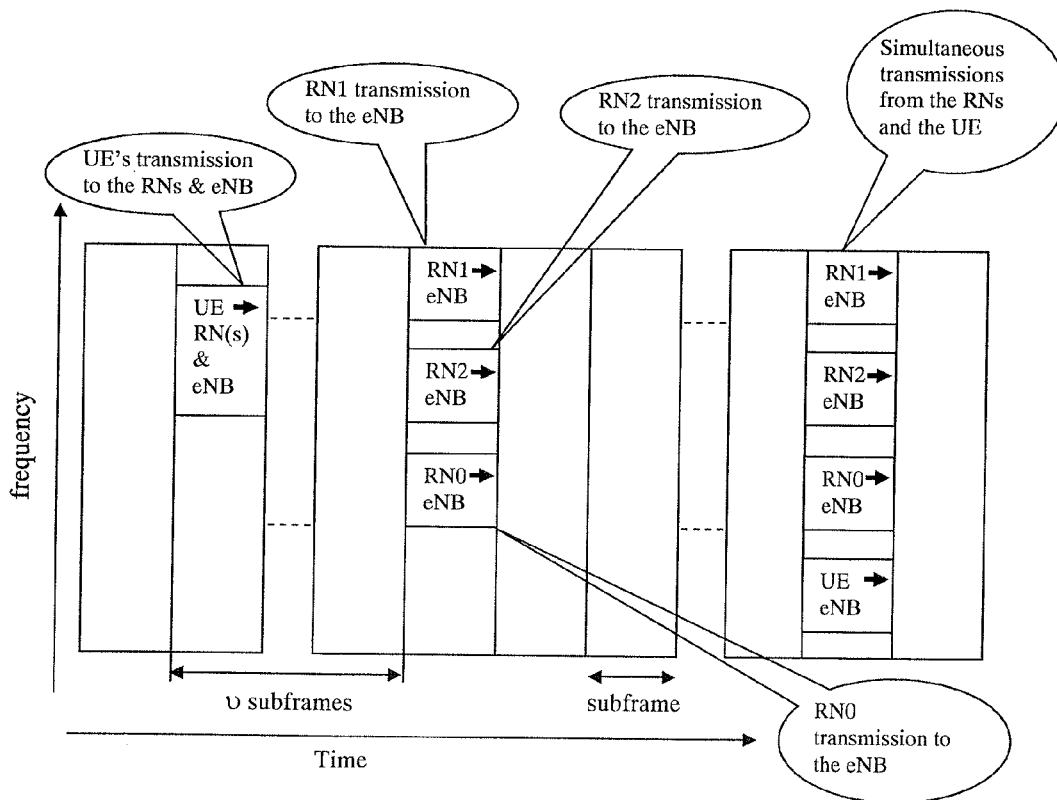 Simultaneous
transmissions
from the RNs
and the UE
RN1 transmission
to the eNB
RN2 transmission
to the eNB
UE's transmission
to the RNs & eNB
frequency
UE
RN(s)
&
eNB
RN1
eNB
RN2
eNB
RN0
eNB
RN1
eNB
RN2
eNB
RN0
eNB
UE
eNB
υ subframes
subframe
Time
RN0
transmission to
the eNB